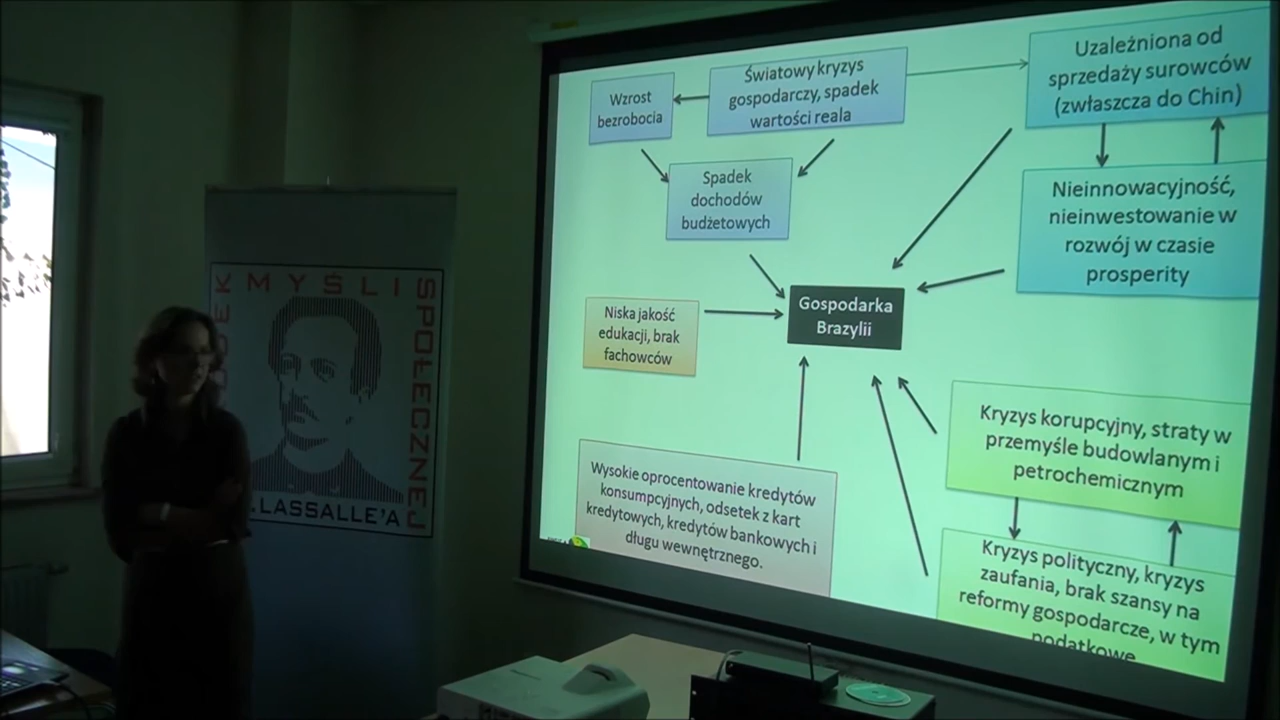 MYŚLI
SPOŁECZNEJ
.LASSALLE'A
Wzrost
bezrobocia
Światowy kryzys
gospodarczy, spadek
wartości reala
Uzależniona od
sprzedaży surowców
(zwłaszcza do Chin)
Spadek
dochodów
budżetowych
Nieinnowacyjność,
nieinwestowanie w
rozwój w czasie
prosperity
Gospodarka
Brazylii
Niska jakość
edukacji, brak
fachowców
Wysokie oprocentowanie kredytów
konsumpcyjnych, odsetek z kart
kredytowych, kredytów bankowych i
długu wewnętrznego.
Kryzys korupcyjny, straty w
przemyśle budowlanym i
petrochemicznym
Kryzys polityczny, kryzys
zaufania, brak szansy na
reformy gospodarcze, w tym
podatkowe